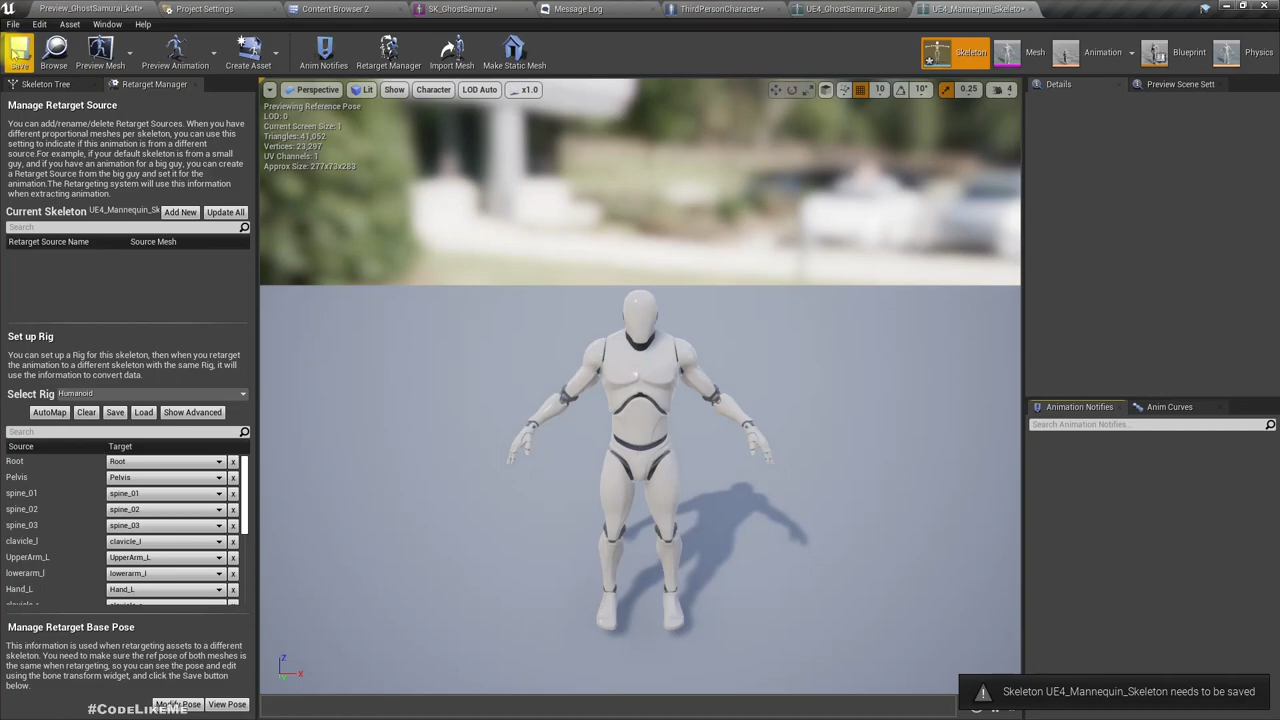 Preview_GhostSamurai_kati•
Project Settings
Content Browser 2
SK_GhostSamurai•
Message Log
ThirdPersonCharacter•
UE4_GhostSamurai_katan
UE4_Mannequin_Skeleto•
File Edit Asset Window Help
Save
Browse
Preview Mesh
Preview Animation
Create Asset
Anim Notifies
Retarget Manager
Import Mesh
Make Static Mesh
Skeleton
Mesh
Animation
Blueprint
Physics
Skeleton Tree
Retarget Manager
Manage Retarget Source
You can add/rename/delete Retarget Sources. When you have
different proportional meshes per skeleton, you can use this
setting to indicate if this animation is from a different
source.For example, if your default skeleton is from a small
guy, and if you have an animation for a big guy, you can create
a Retarget Source from the big guy and set it for the
animation.The Retargeting system will use this information
when extracting animation.
Current Skeleton UE4_Mannequin_Sk Add New Update All
Search
Retarget Source Name Source Mesh
Set up Rig
You can set up a Rig for this skeleton, then when you retarget
the animation to a different skeleton with the same Rig, it will
use the information to convert data.
Select Rig Humanoid
AutoMap Clear Save Load Show Advanced
Search
Source Target
Root Root x
Pelvis Pelvis x
spine_01 spine_01 x
spine_02 spine_02 x
spine_03 spine_03 x
clavicle_l clavicle_l x
UpperArm_L UpperArm_L x
lowerarm_l lowerarm_l x
Hand_L Hand_L x
Manage Retarget Base Pose
This information is used when retargeting assets to a different
skeleton. You need to make sure the ref pose of both meshes is
the same when retargeting, so you can see the pose and edit
using the bone transform widget, and click the Save button
below.
Modify Pose View Pose
#CodeLikeMe
Perspective Lit Show Character LOD Auto x1.0
10 10° 0.25 4
Previewing Reference Pose
LOD: 0
Current Screen Size: 1
Triangles: 41,052
Vertices: 23,297
UV Channels: 1
Approx Size: 277x73x283
Z
X
Details
Preview Scene Sett
Animation Notifies
Anim Curves
Search Animation Notifies...
Skeleton UE4_Mannequin_Skeleton needs to be saved